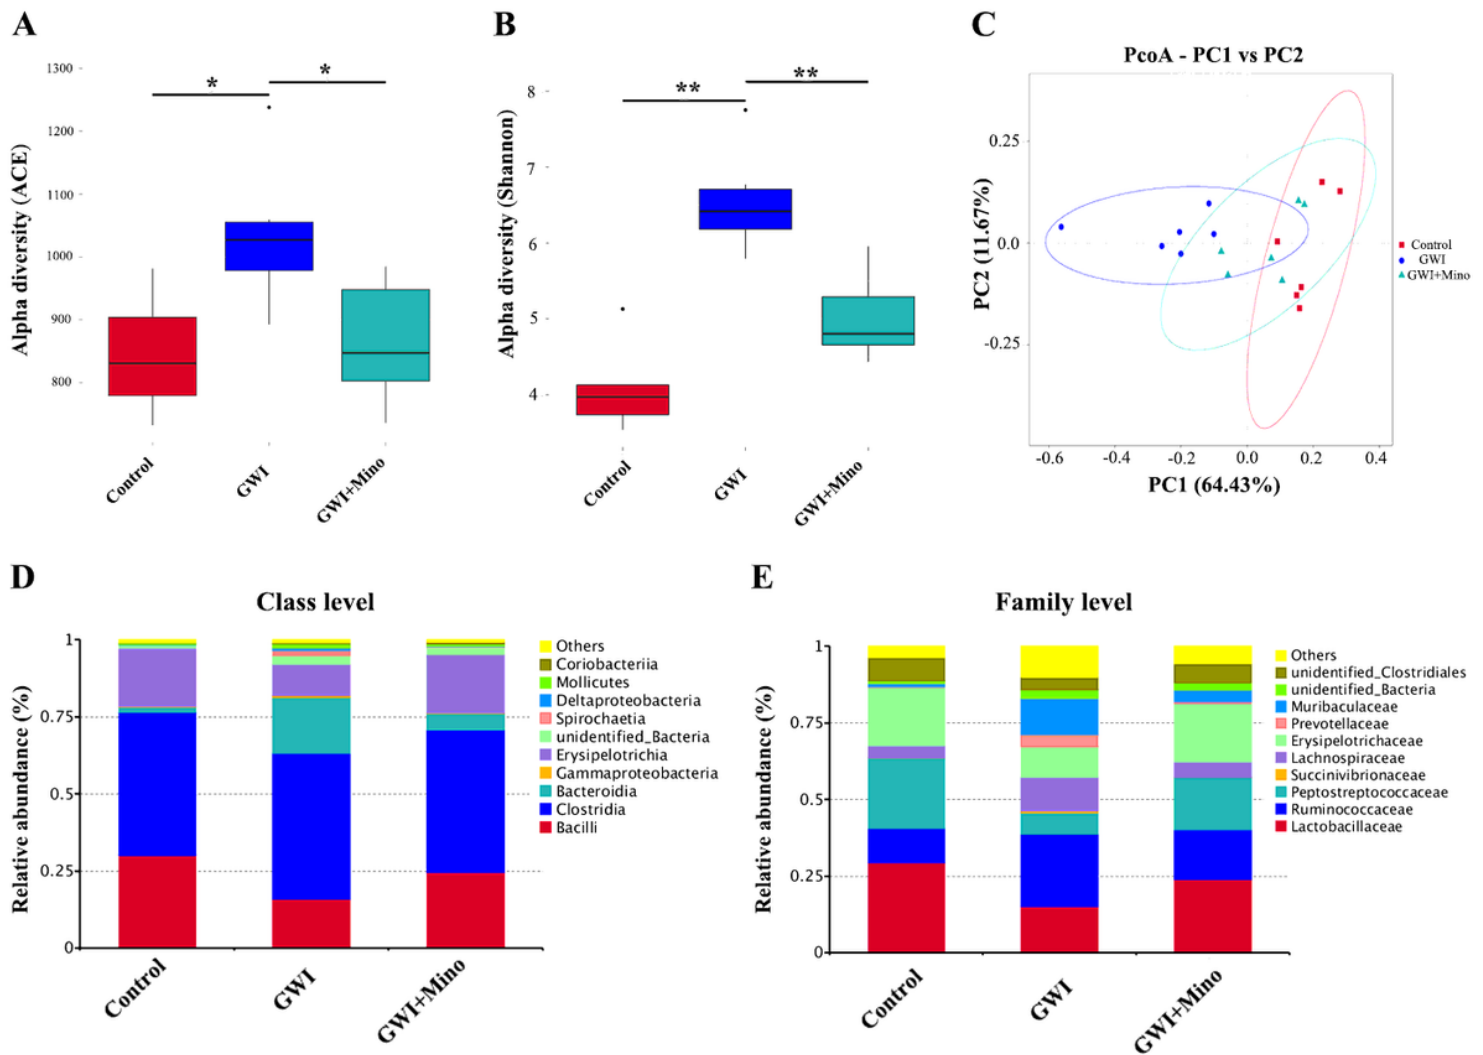 A
1300
1200
1100
1000
900
800
Alpha diversity (ACE)
*
*
Control
GWI
GWI+Mino
B
8
7
6
5
4
Alpha diversity (Shannon)
**
**
Control
GWI
GWI+Mino
C
PcoA - PC1 vs PC2
0.25
0.0
-0.25
PC2 (11.67%)
-0.6
-0.4
-0.2
0.0
0.2
0.4
PC1 (64.43%)
Control
GWI
GWI+Mino
D
Class level
1
0.75
0.5
0.25
0
Relative abundance (%)
Control
GWI
GWI+Mino
Others
Coriobacteriia
Mollicutes
Deltaproteobacteria
Spirochaetia
unidentified_Bacteria
Erysipelotrichia
Gammaproteobacteria
Bacteroidia
Clostridia
Bacilli
E
Family level
1
0.75
0.5
0.25
0
Relative abundance (%)
Control
GWI
GWI+Mino
Others
unidentified_Clostridiales
unidentified_Bacteria
Muribaculaceae
Prevotellaceae
Erysipelotrichaceae
Lachnospiraceae
Succinivibrionaceae
Peptostreptococcaceae
Ruminococcaceae
Lactobacillaceae